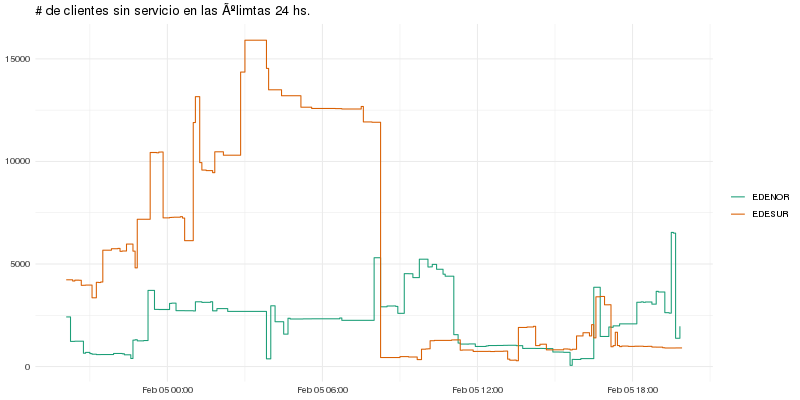 # de clientes sin servicio en las Ãºlimtas 24 hs.
15000
10000
5000
0
Feb 05 00:00
Feb 05 06:00
Feb 05 12:00
Feb 05 18:00
EDENOR
EDESUR